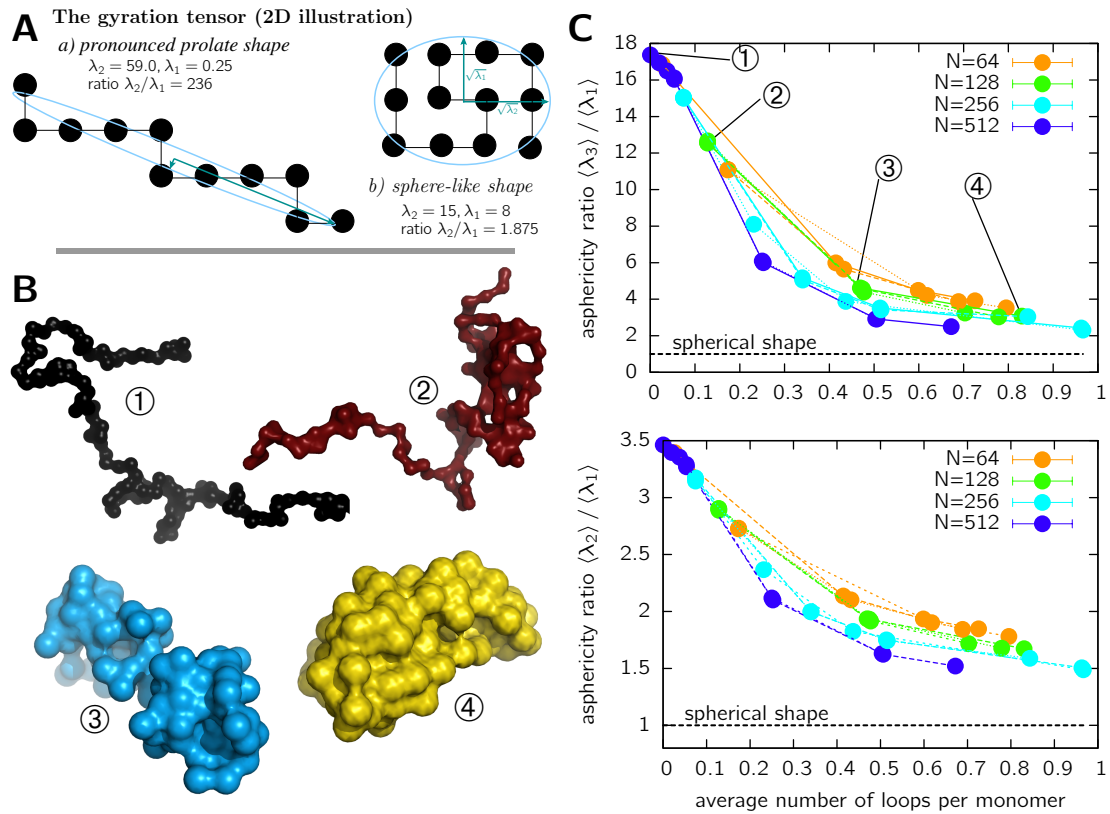 A
The gyration tensor (2D illustration)
a) pronounced prolate shape
λ₂ = 59.0, λ₁ = 0.25
ratio λ₂/λ₁ = 236
√λ₁
√λ₂
b) sphere-like shape
λ₂ = 15, λ₁ = 8
ratio λ₂/λ₁ = 1.875
B
①
②
③
④
C
asphericity ratio ⟨λ₃⟩ / ⟨λ₁⟩
18
16
14
12
10
8
6
4
2
0
①
②
③
④
N=64
N=128
N=256
N=512
spherical shape
0 0.1 0.2 0.3 0.4 0.5 0.6 0.7 0.8 0.9 1
asphericity ratio ⟨λ₂⟩ / ⟨λ₁⟩
3.5
3
2.5
2
1.5
1
N=64
N=128
N=256
N=512
spherical shape
0 0.1 0.2 0.3 0.4 0.5 0.6 0.7 0.8 0.9 1
average number of loops per monomer